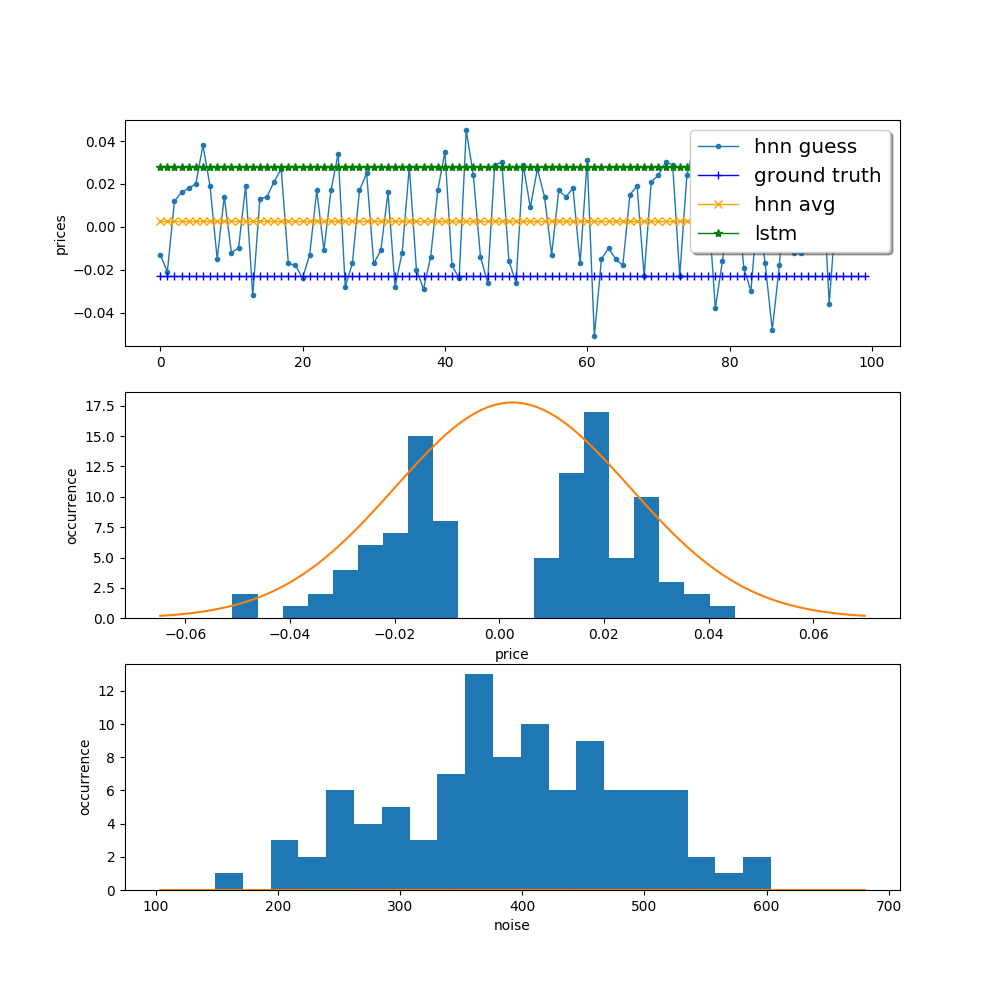 0.04
0.02
0.00
−0.02
−0.04
prices
0 20 40 60 80 100
hnn guess
ground truth
hnn avg
lstm
17.5
15.0
12.5
10.0
7.5
5.0
2.5
0.0
occurrence
−0.06 −0.04 −0.02 0.00 0.02 0.04 0.06
price
12
10
8
6
4
2
0
occurrence
100 200 300 400 500 600 700
noise